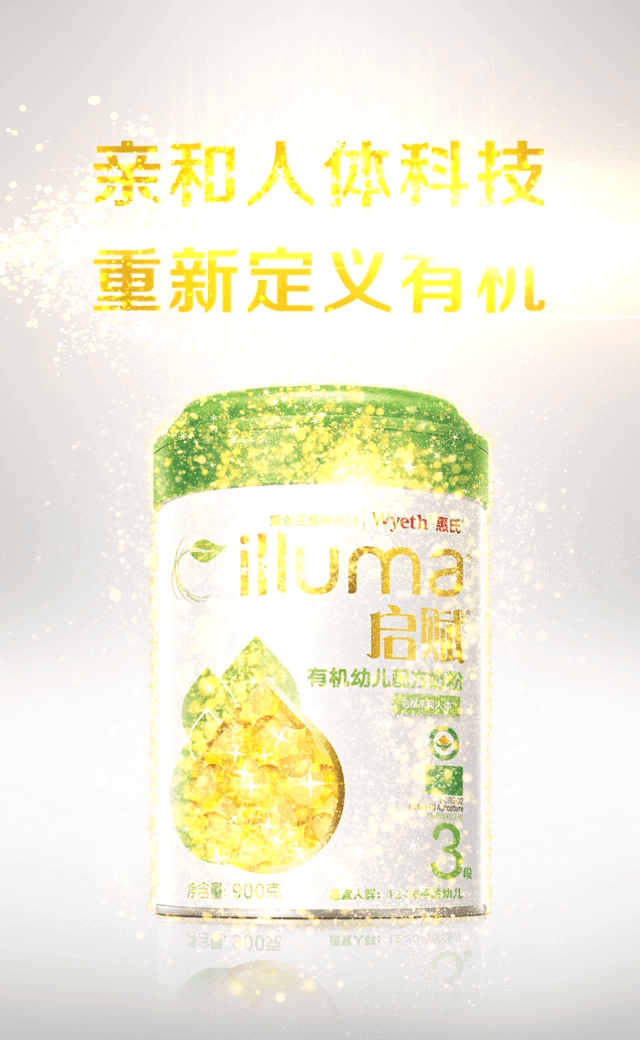 亲和人体科技
重新定义有机
Wyeth 惠氏
illuma
启赋
有机幼儿配方奶粉
3段
净含量: 900克